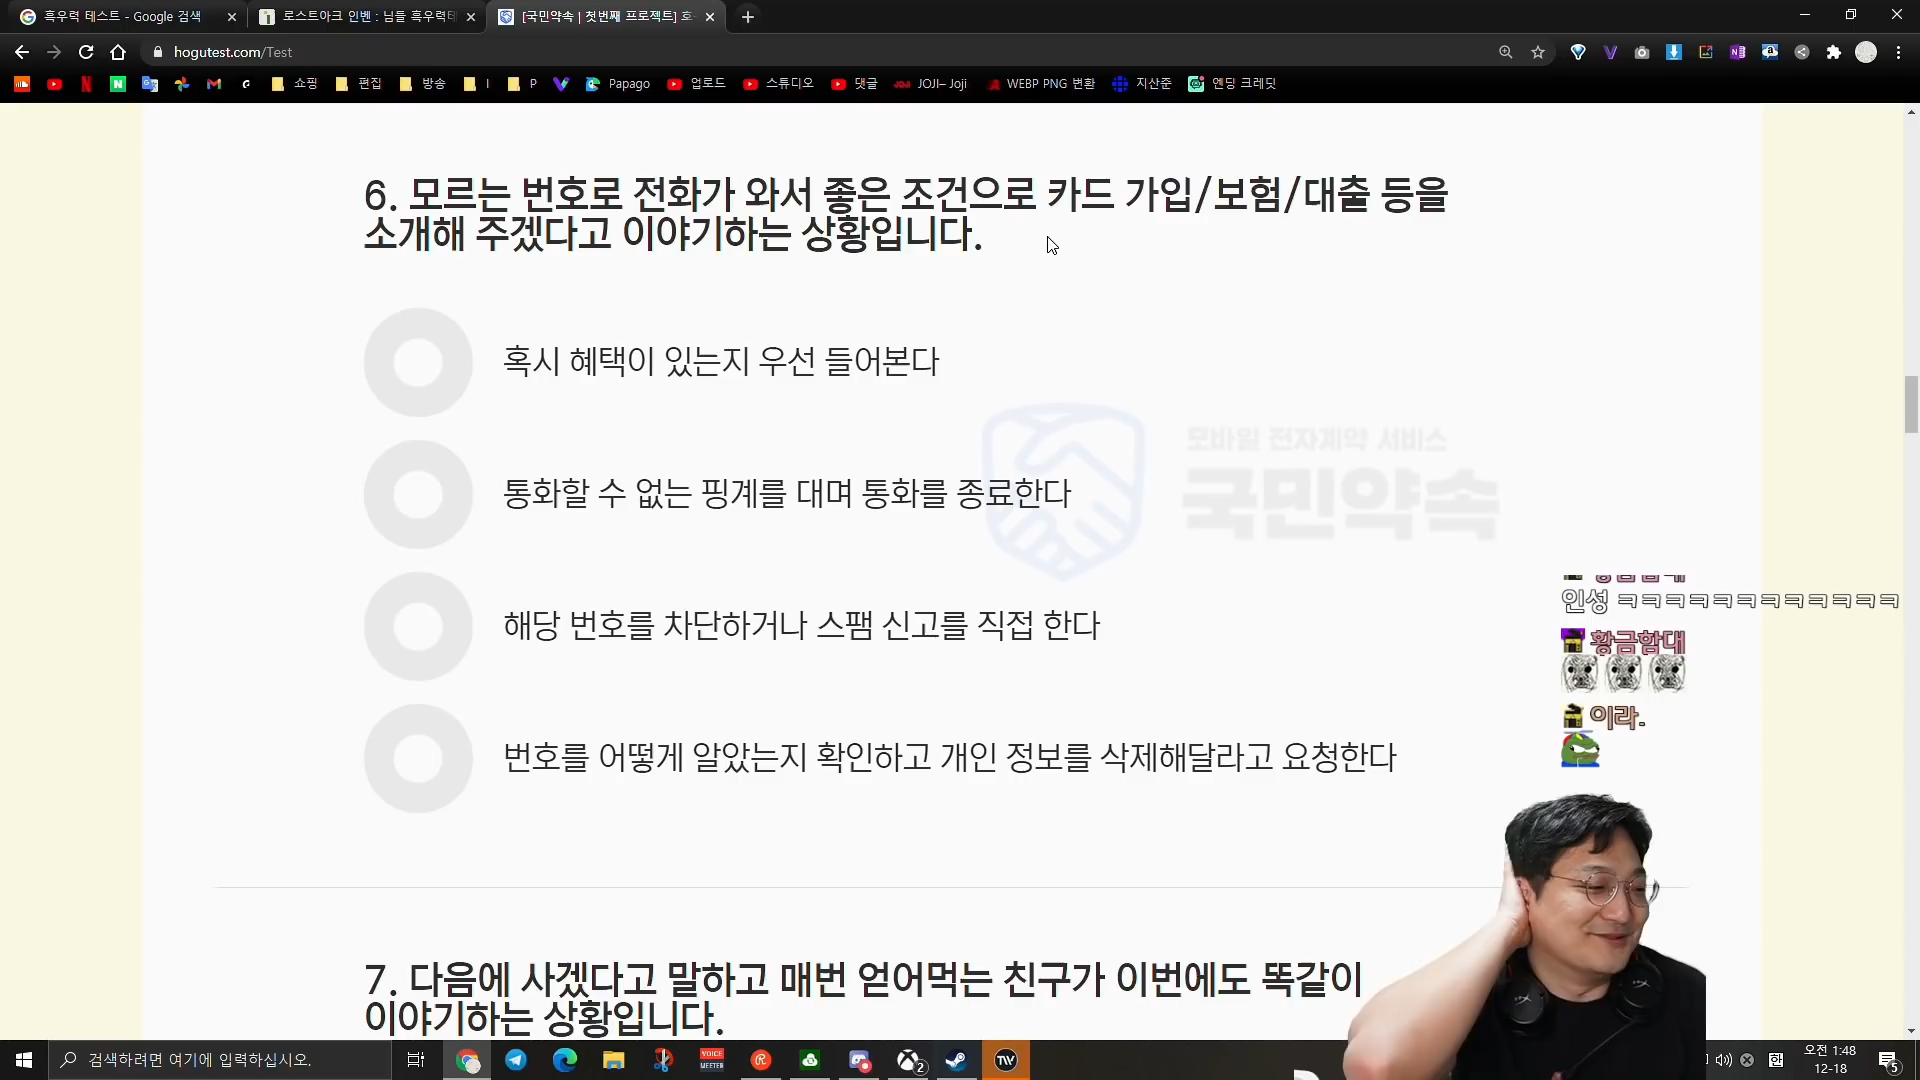 흑우력 테스트 - Google 검색
로스트아크 인벤 : 님들 흑우력테
[국민약속 | 첫번째 프로젝트] 호
hogutest.com/Test
쇼핑
편집
방송
I
P
Papago
업로드
스튜디오
댓글
JOJI– Joji
WEBP PNG 변환
지산준
엔딩 크레딧
6. 모르는 번호로 전화가 와서 좋은 조건으로 카드 가입/보험/대출 등을
소개해 주겠다고 이야기하는 상황입니다.
혹시 혜택이 있는지 우선 들어본다
통화할 수 없는 핑계를 대며 통화를 종료한다
해당 번호를 차단하거나 스팸 신고를 직접 한다
번호를 어떻게 알았는지 확인하고 개인 정보를 삭제해달라고 요청한다
모바일 전자계약 서비스
국민약속
인성 ㅋㅋㅋㅋㅋㅋㅋㅋㅋㅋㅋㅋ
황금함대
이라.
7. 다음에 사겠다고 말하고 매번 얻어먹는 친구가 이번에도 똑같이
이야기하는 상황입니다.
검색하려면 여기에 입력하십시오.
VOICE
MEETER
2
한
오전 1:48
12-18
5